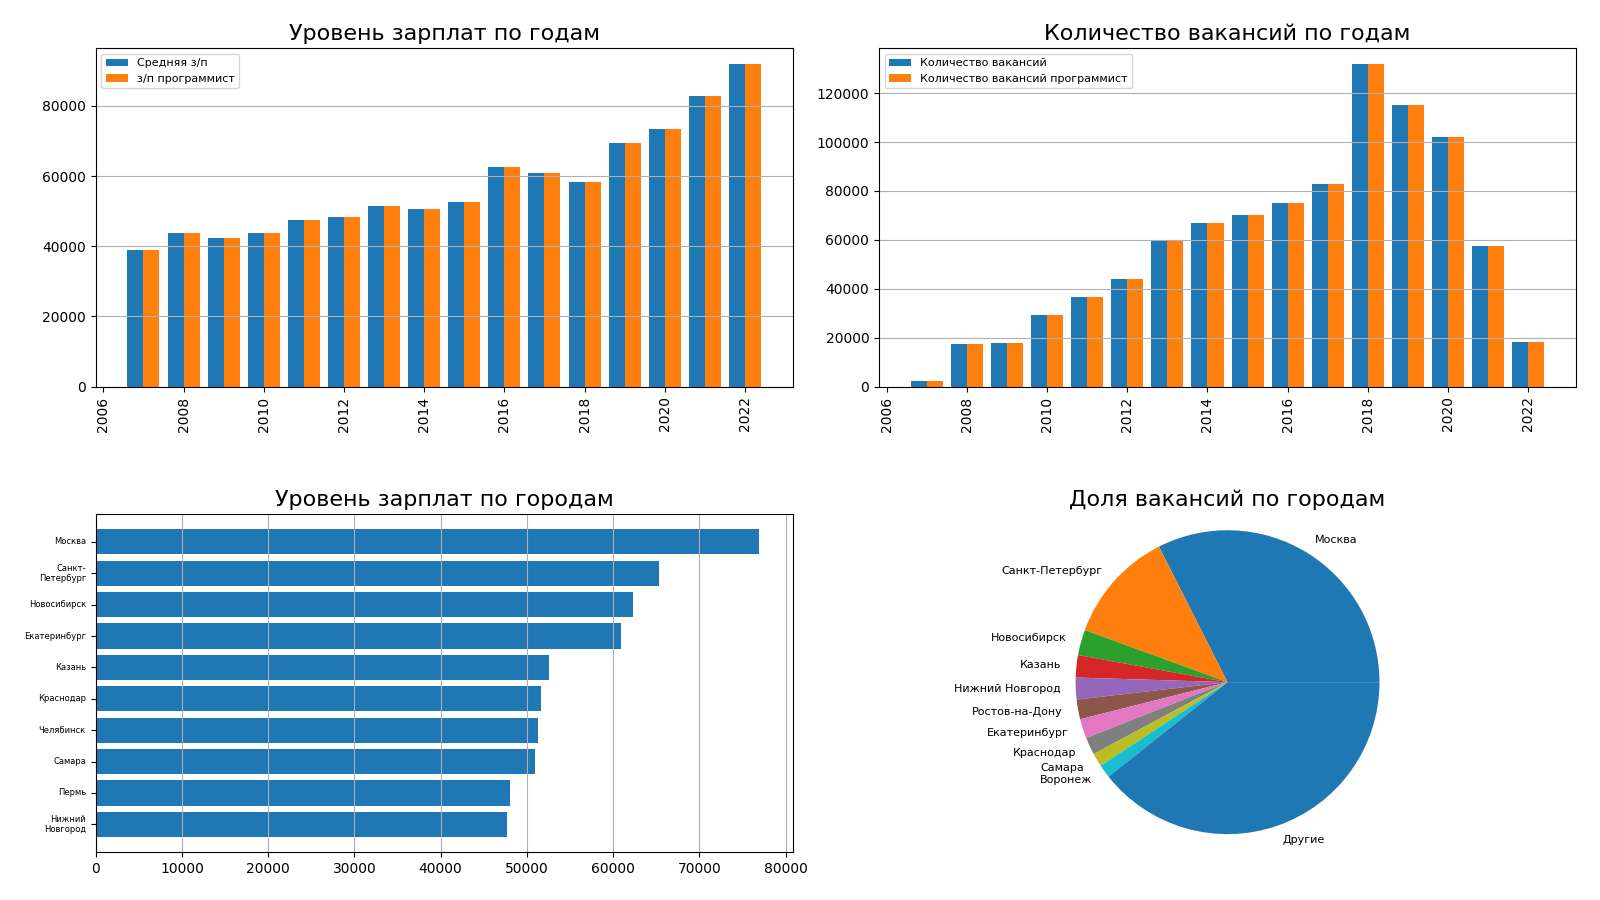 Уровень зарплат по годам
Средняя з/п
з/п программист
80000
60000
40000
20000
0
2006
2008
2010
2012
2014
2016
2018
2020
2022
Количество вакансий по годам
Количество вакансий
Количество вакансий программист
120000
100000
80000
60000
40000
20000
0
2006
2008
2010
2012
2014
2016
2018
2020
2022
Уровень зарплат по городам
Москва
Санкт-
Петербург
Новосибирск
Екатеринбург
Казань
Краснодар
Челябинск
Самара
Пермь
Нижний
Новгород
0
10000
20000
30000
40000
50000
60000
70000
80000
Доля вакансий по городам
Москва
Санкт-Петербург
Новосибирск
Казань
Нижний Новгород
Ростов-на-Дону
Екатеринбург
Краснодар
Самара
Воронеж
Другие